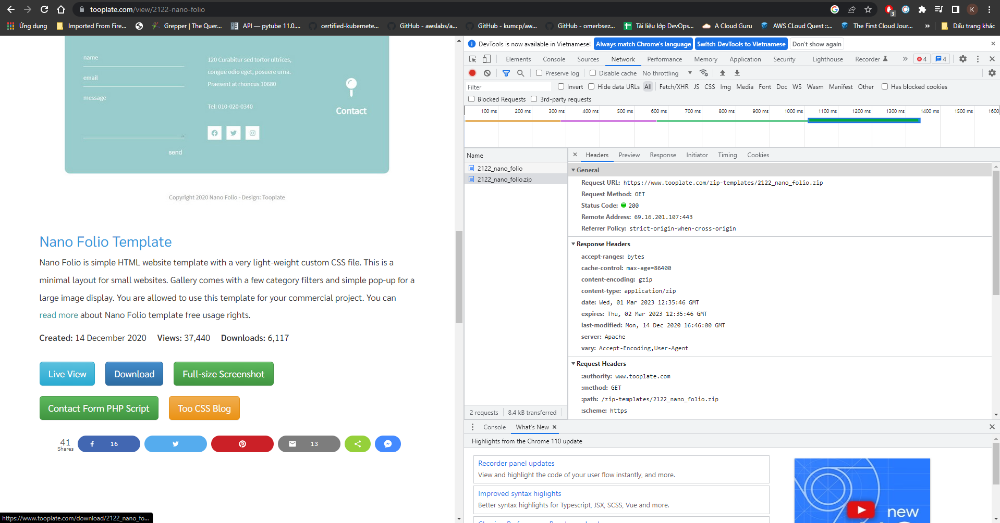 tooplate.com/view/2122-nano-folio
3
K
Ứng dụng
Imported From Fire...
Grepper | The Quer...
API — pytube 11.0....
certified-kubernete...
GitHub - awslabs/a...
GitHub - kumcp/aw...
GitHub - omerbsez...
Tài liệu lớp DevOps...
A Cloud Guru
AWS CLoud Quest ::...
The First Cloud Jour...
»
Dấu trang khác
name
email
message
send
120 Curabitur sed tortor ultrices,
congue odio eget, posuere urna.
Praesent at rhoncus 10680
Tel: 010-020-0340
Contact
Copyright 2020 Nano Folio - Design: Tooplate
Nano Folio Template
Nano Folio is simple HTML website template with a very light-weight custom CSS file. This is a
minimal layout for small websites. Gallery comes with a few category filters and simple pop-up for a
large image display. You are allowed to use this template for your commercial project. You can
read more about Nano Folio template free usage rights.
Created: 14 December 2020 Views: 37,440 Downloads: 6,117
Live View
Download
Full-size Screenshot
Contact Form PHP Script
Too CSS Blog
41
Shares
16
13
https://www.tooplate.com/download/2122_nano_fo...
DevTools is now available in Vietnamese!
Always match Chrome's language
Switch DevTools to Vietnamese
Don't show again
Elements Console Sources Network Performance Memory Application Security Lighthouse Recorder » 4 4
Preserve log Disable cache No throttling
Filter
Invert Hide data URLs All Fetch/XHR JS CSS Img Media Font Doc WS Wasm Manifest Other Has blocked cookies
Blocked Requests 3rd-party requests
100 ms 200 ms 300 ms 400 ms 500 ms 600 ms 700 ms 800 ms 900 ms 1000 ms 1100 ms 1200 ms 1300 ms 1400 ms 1500 ms 1600
Name
2122_nano_folio
2122_nano_folio.zip
2 requests 8.4 kB transferred
Headers Preview Response Initiator Timing Cookies
General
Request URL: https://www.tooplate.com/zip-templates/2122_nano_folio.zip
Request Method: GET
Status Code: 200
Remote Address: 69.16.201.107:443
Referrer Policy: strict-origin-when-cross-origin
Response Headers
accept-ranges: bytes
cache-control: max-age=86400
content-encoding: gzip
content-type: application/zip
date: Wed, 01 Mar 2023 12:35:46 GMT
expires: Thu, 02 Mar 2023 12:35:46 GMT
last-modified: Mon, 14 Dec 2020 16:46:00 GMT
server: Apache
vary: Accept-Encoding,User-Agent
Request Headers
:authority: www.tooplate.com
:method: GET
:path: /zip-templates/2122_nano_folio.zip
:scheme: https
Console What's New
Highlights from the Chrome 110 update
Recorder panel updates
View and highlight the code of your user flow instantly, and more.
Improved syntax higlights
Better syntax highlights for Typescript, JSX, SCSS, Vue and more.
new